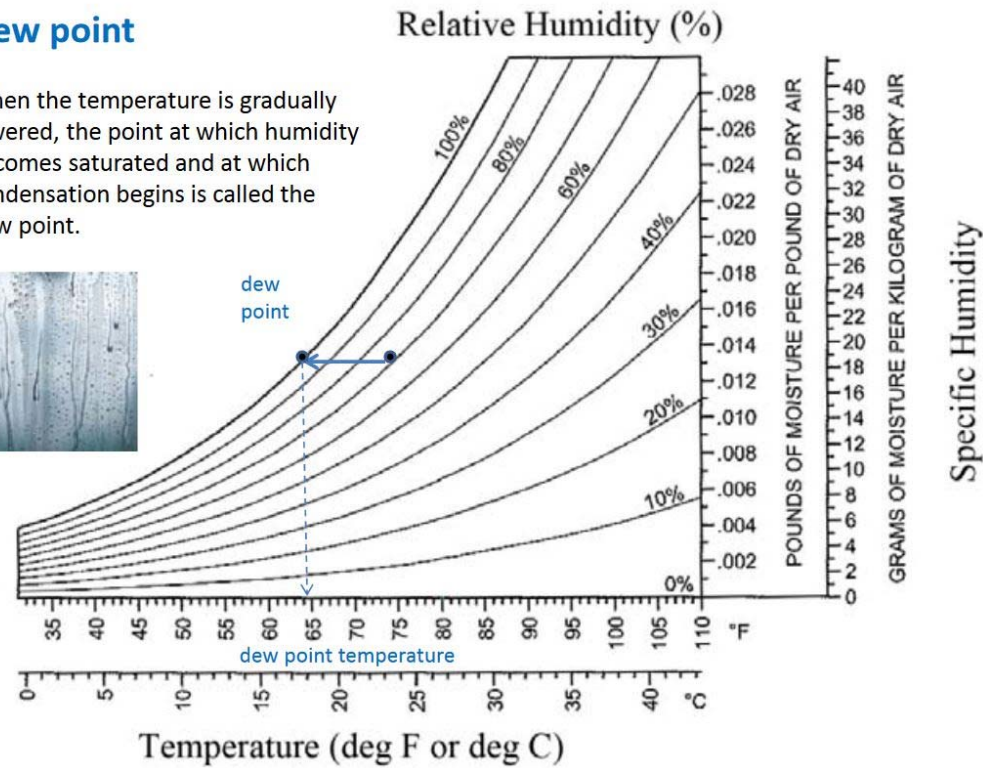 ew point
Relative Humidity (%)
hen the temperature is gradually
wered, the point at which humidity
comes saturated and at which
ndensation begins is called the
w point.
100%
80%
60%
40%
30%
20%
10%
0%
dew
point
.028
.026
.024
.022
.020
.018
.016
.014
.012
.010
.008
.006
.004
.002
POUNDS OF MOISTURE PER POUND OF DRY AIR
40
38
36
34
32
30
28
26
24
22
20
18
16
14
12
10
8
6
4
2
0
GRAMS OF MOISTURE PER KILOGRAM OF DRY AIR
Specific Humidity
35 40 45 50 55 60 65 70 75 80 85 90 95 100 105 110 °F
dew point temperature
0 5 10 15 20 25 30 35 40 °C
Temperature (deg F or deg C)